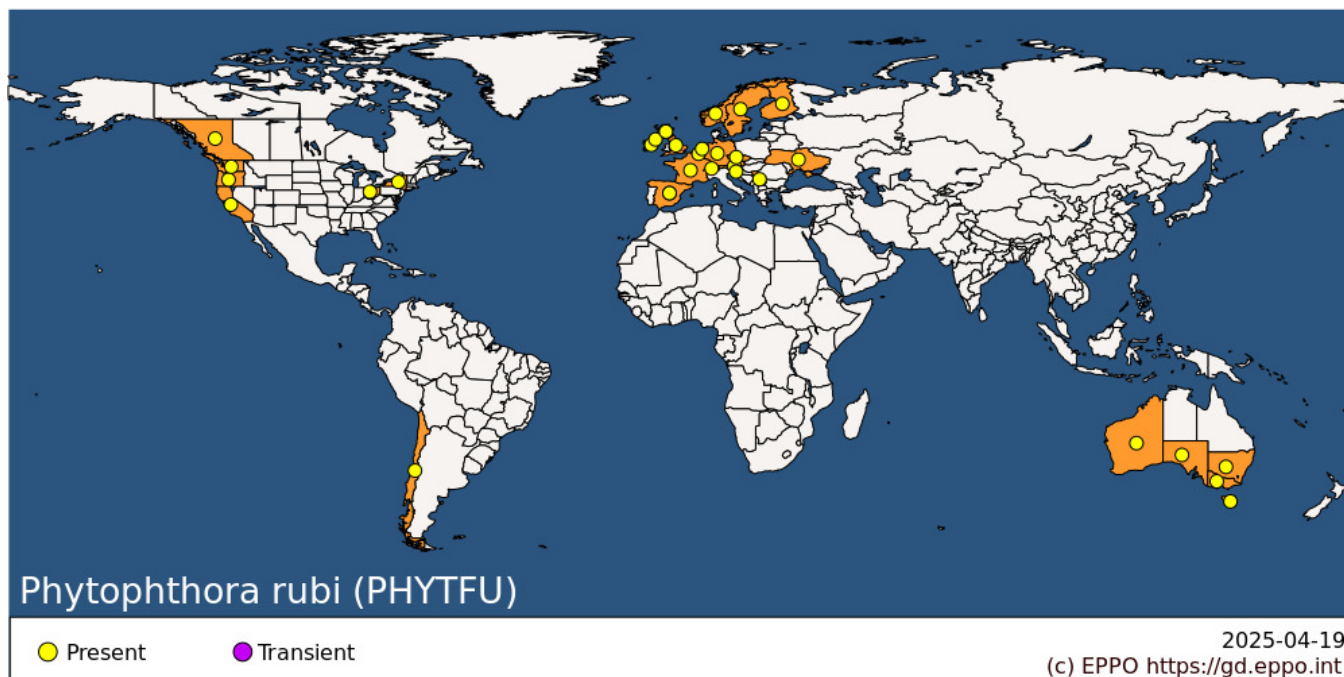 Phytophthora rubi (PHYTFU)
Present
Transient
2025-04-19
(c) EPPO https://gd.eppo.int